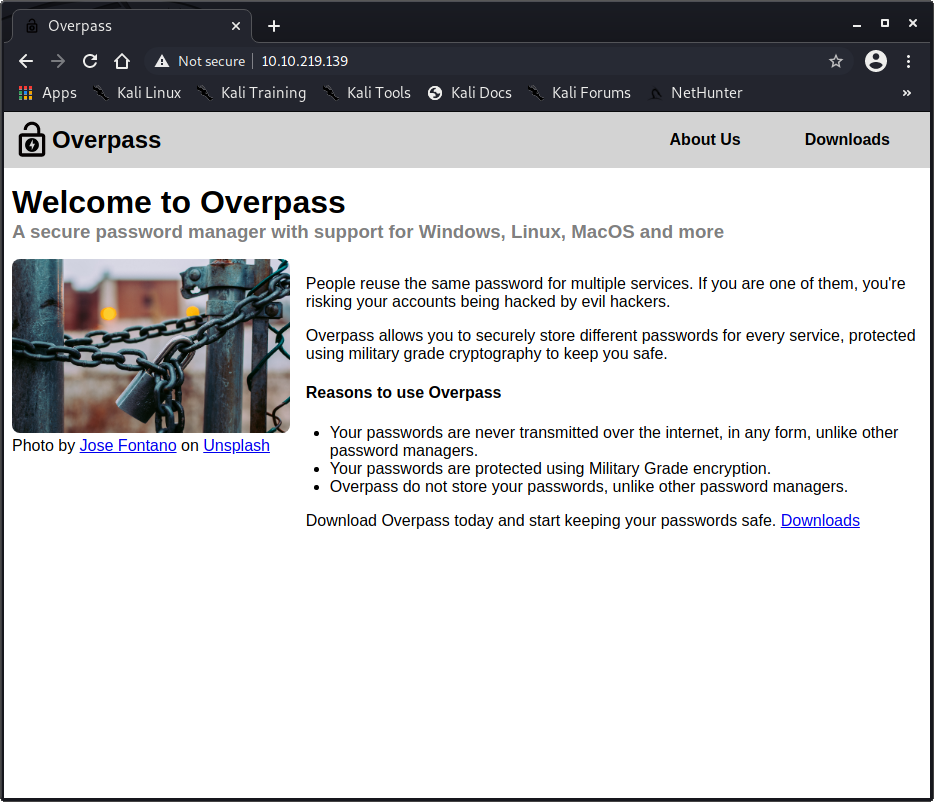 Overpass
Not secure
10.10.219.139
Apps
Kali Linux
Kali Training
Kali Tools
Kali Docs
Kali Forums
NetHunter
»
Overpass
About Us
Downloads
Welcome to Overpass
A secure password manager with support for Windows, Linux, MacOS and more
Photo by Jose Fontano on Unsplash
People reuse the same password for multiple services. If you are one of them, you're
risking your accounts being hacked by evil hackers.
Overpass allows you to securely store different passwords for every service, protected
using military grade cryptography to keep you safe.
Reasons to use Overpass
• Your passwords are never transmitted over the internet, in any form, unlike other
password managers.
• Your passwords are protected using Military Grade encryption.
• Overpass do not store your passwords, unlike other password managers.
Download Overpass today and start keeping your passwords safe. Downloads